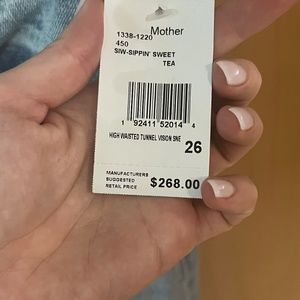 Mother
1338-1220
450
SIW-SIPPIN' SWEET
TEA
1 92411 52014 4
HIGH WAISTED TUNNEL VISION SNE
26
MANUFACTURERS
SUGGESTED
RETAIL PRICE
$268.00